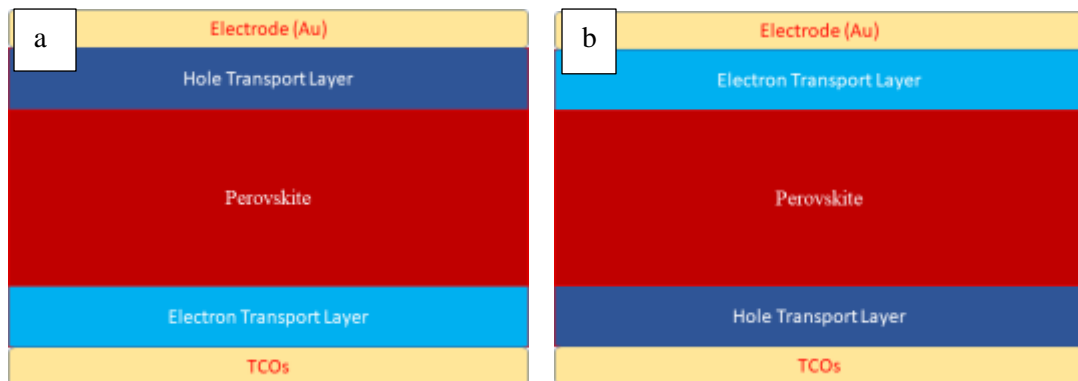 a
Electrode (Au)
Hole Transport Layer
Perovskite
Electron Transport Layer
TCOs
b
Electrode (Au)
Electron Transport Layer
Perovskite
Hole Transport Layer
TCOs